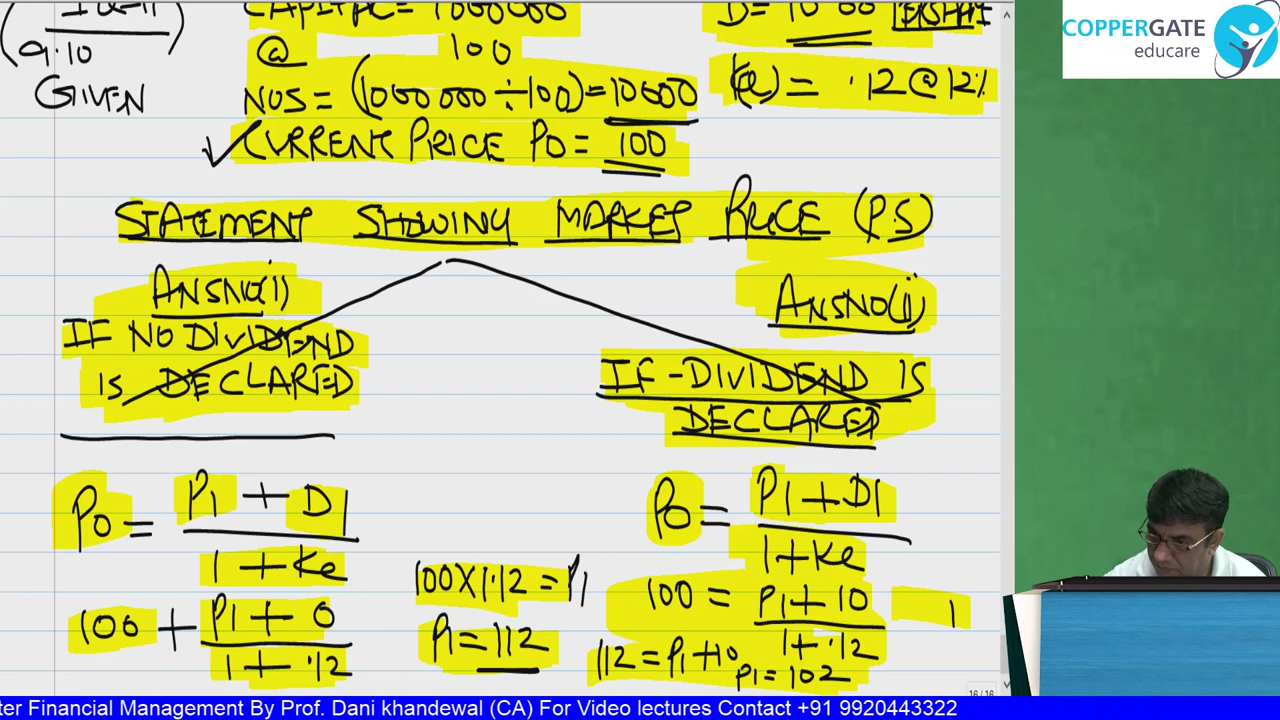 9.10
GIVEN
CAPITAL = 1000000
@ 100
NOS = (1000000 ÷ 100) = 10000
✓ CURRENT PRICE P0 = 100
(Ke) = .12 @ 12%
COPPERGATE
educare
STATEMENT SHOWING MARKET PRICE (P.S)
ANSNO(i)
IF NO DIVIDEND
IS DECLARED
ANSNO(ii)
IF - DIVIDEND IS
DECLARED
P0 = P1 + D1
1 + Ke
100 + P1 + 0
1 + .12
100 X 1.12 = P1
P1 = 112
P0 = P1 + D1
1 + Ke
100 = P1 + 10
1 + .12
112 = P1 + 10
P1 = 102
16/16
ter Financial Management By Prof. Dani khandewal (CA) For Video lectures Contact +91 9920443322